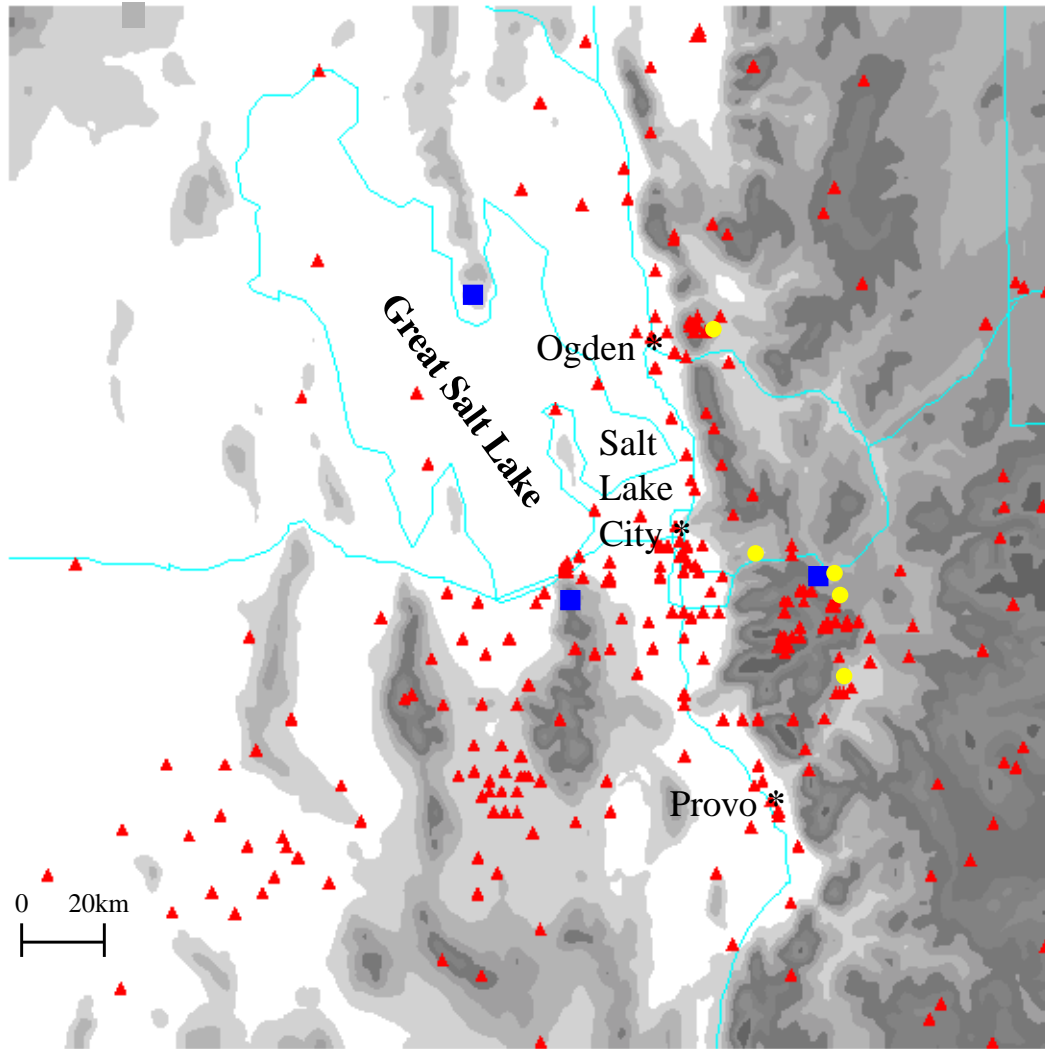 Great Salt Lake
Ogden *
Salt
Lake
City *
Provo *
0 20km